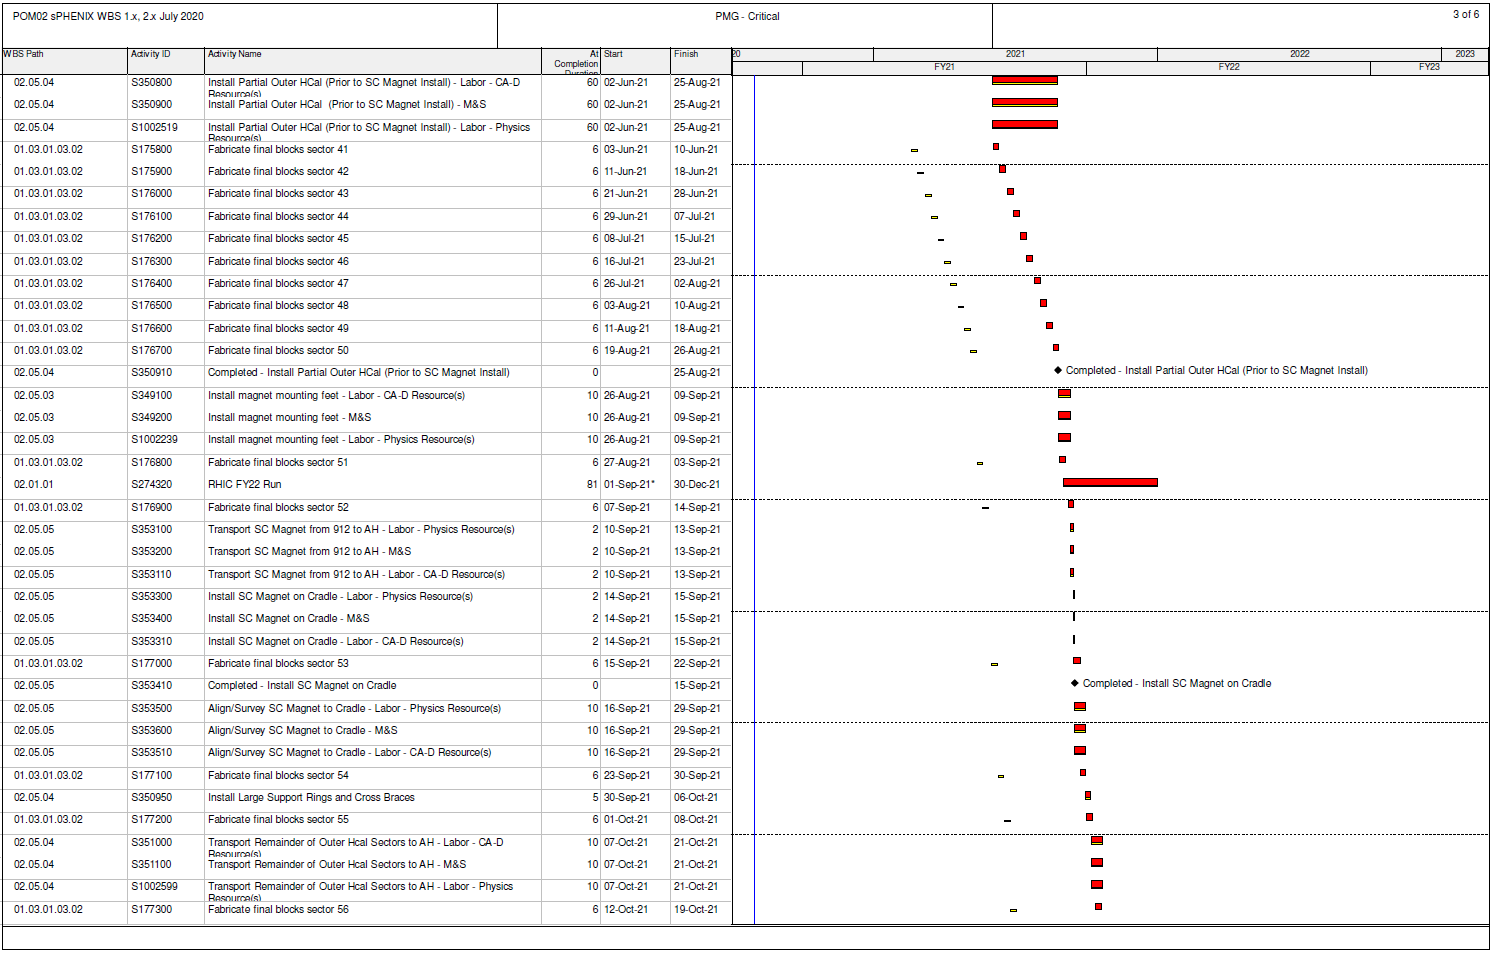 POM02 sPHENIX WBS 1.x, 2.x July 2020 PMG - Critical 3 of 6
WBS Path Activity ID Activity Name At Completion Duration Start Finish 20 2021 2022 2023
FY21 FY22 FY23
02.05.04 S350800 Install Partial Outer HCal (Prior to SC Magnet Install) - Labor - CA-D Resource(s) 60 02-Jun-21 25-Aug-21
02.05.04 S350900 Install Partial Outer HCal (Prior to SC Magnet Install) - M&S 60 02-Jun-21 25-Aug-21
02.05.04 S1002519 Install Partial Outer HCal (Prior to SC Magnet Install) - Labor - Physics Resource(s) 60 02-Jun-21 25-Aug-21
01.03.01.03.02 S175800 Fabricate final blocks sector 41 6 03-Jun-21 10-Jun-21
01.03.01.03.02 S175900 Fabricate final blocks sector 42 6 11-Jun-21 18-Jun-21
01.03.01.03.02 S176000 Fabricate final blocks sector 43 6 21-Jun-21 28-Jun-21
01.03.01.03.02 S176100 Fabricate final blocks sector 44 6 29-Jun-21 07-Jul-21
01.03.01.03.02 S176200 Fabricate final blocks sector 45 6 08-Jul-21 15-Jul-21
01.03.01.03.02 S176300 Fabricate final blocks sector 46 6 16-Jul-21 23-Jul-21
01.03.01.03.02 S176400 Fabricate final blocks sector 47 6 26-Jul-21 02-Aug-21
01.03.01.03.02 S176500 Fabricate final blocks sector 48 6 03-Aug-21 10-Aug-21
01.03.01.03.02 S176600 Fabricate final blocks sector 49 6 11-Aug-21 18-Aug-21
01.03.01.03.02 S176700 Fabricate final blocks sector 50 6 19-Aug-21 26-Aug-21
02.05.04 S350910 Completed - Install Partial Outer HCal (Prior to SC Magnet Install) 0 25-Aug-21 Completed - Install Partial Outer HCal (Prior to SC Magnet Install)
02.05.03 S349100 Install magnet mounting feet - Labor - CA-D Resource(s) 10 26-Aug-21 09-Sep-21
02.05.03 S349200 Install magnet mounting feet - M&S 10 26-Aug-21 09-Sep-21
02.05.03 S1002239 Install magnet mounting feet - Labor - Physics Resource(s) 10 26-Aug-21 09-Sep-21
01.03.01.03.02 S176800 Fabricate final blocks sector 51 6 27-Aug-21 03-Sep-21
02.01.01 S274320 RHIC FY22 Run 81 01-Sep-21* 30-Dec-21
01.03.01.03.02 S176900 Fabricate final blocks sector 52 6 07-Sep-21 14-Sep-21
02.05.05 S353100 Transport SC Magnet from 912 to AH - Labor - Physics Resource(s) 2 10-Sep-21 13-Sep-21
02.05.05 S353200 Transport SC Magnet from 912 to AH - M&S 2 10-Sep-21 13-Sep-21
02.05.05 S353110 Transport SC Magnet from 912 to AH - Labor - CA-D Resource(s) 2 10-Sep-21 13-Sep-21
02.05.05 S353300 Install SC Magnet on Cradle - Labor - Physics Resource(s) 2 14-Sep-21 15-Sep-21
02.05.05 S353400 Install SC Magnet on Cradle - M&S 2 14-Sep-21 15-Sep-21
02.05.05 S353310 Install SC Magnet on Cradle - Labor - CA-D Resource(s) 2 14-Sep-21 15-Sep-21
01.03.01.03.02 S177000 Fabricate final blocks sector 53 6 15-Sep-21 22-Sep-21
02.05.05 S353410 Completed - Install SC Magnet on Cradle 0 15-Sep-21 Completed - Install SC Magnet on Cradle
02.05.05 S353500 Align/Survey SC Magnet to Cradle - Labor - Physics Resource(s) 10 16-Sep-21 29-Sep-21
02.05.05 S353600 Align/Survey SC Magnet to Cradle - M&S 10 16-Sep-21 29-Sep-21
02.05.05 S353510 Align/Survey SC Magnet to Cradle - Labor - CA-D Resource(s) 10 16-Sep-21 29-Sep-21
01.03.01.03.02 S177100 Fabricate final blocks sector 54 6 23-Sep-21 30-Sep-21
02.05.04 S350950 Install Large Support Rings and Cross Braces 5 30-Sep-21 06-Oct-21
01.03.01.03.02 S177200 Fabricate final blocks sector 55 6 01-Oct-21 08-Oct-21
02.05.04 S351000 Transport Remainder of Outer Hcal Sectors to AH - Labor - CA-D Resource(s) 10 07-Oct-21 21-Oct-21
02.05.04 S351100 Transport Remainder of Outer Hcal Sectors to AH - M&S 10 07-Oct-21 21-Oct-21
02.05.04 S1002599 Transport Remainder of Outer Hcal Sectors to AH - Labor - Physics Resource(s) 10 07-Oct-21 21-Oct-21
01.03.01.03.02 S177300 Fabricate final blocks sector 56 6 12-Oct-21 19-Oct-21